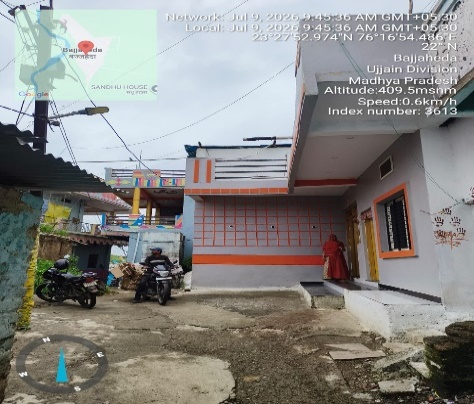 Network: Jul 9, 2026 9:45:36 AM GMT+05:30
Local: Jul 9, 2026 9:45:36 AM GMT+05:30
23°27'52.974"N 76°16'54.486"E
22° N
Bajjaheda
Ujjain Division
Madhya Pradesh
Altitude:409.5msnm
Speed:0.6km/h
Index number: 3613
Bajjaheda
SANDHU HOUSE
Google